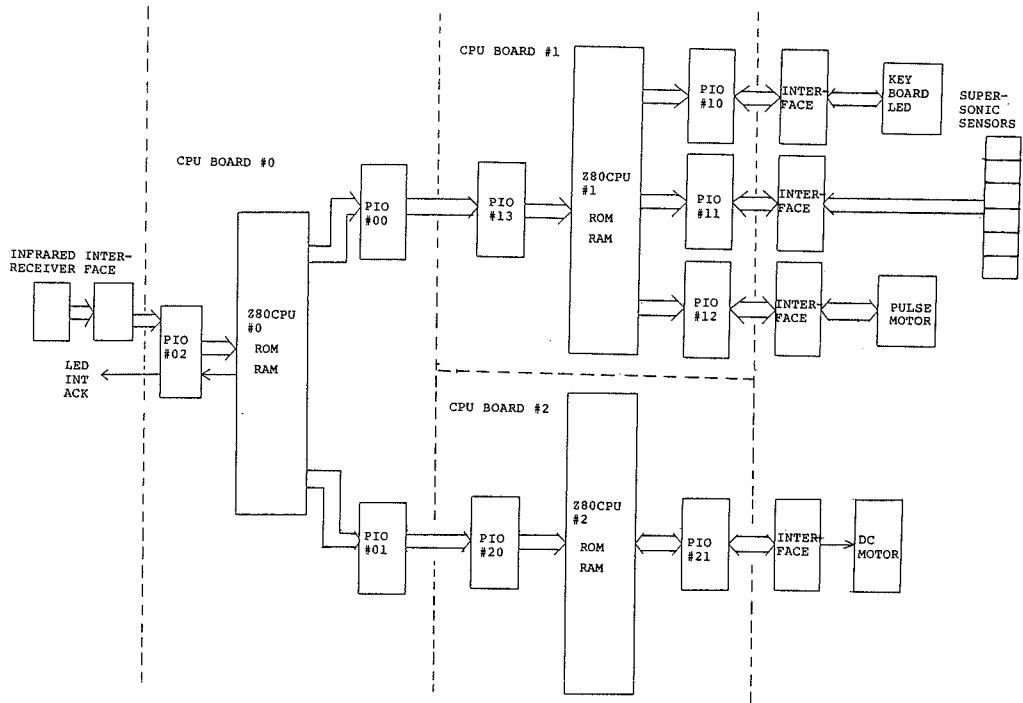 CPU BOARD #1
CPU BOARD #0
PIO
#10
INTER-
FACE
KEY
BOARD
LED
SUPER-
SONIC
SENSORS
PIO
#00
PIO
#13
Z80CPU
#1
ROM
RAM
PIO
#11
INTER-
FACE
INFRARED INTER-
RECEIVER FACE
PIO
#02
Z80CPU
#0
ROM
RAM
LED
INT
ACK
PIO
#12
INTER-
FACE
PULSE
MOTOR
CPU BOARD #2
PIO
#01
PIO
#20
Z80CPU
#2
ROM
RAM
PIO
#21
INTER-
FACE
DC
MOTOR